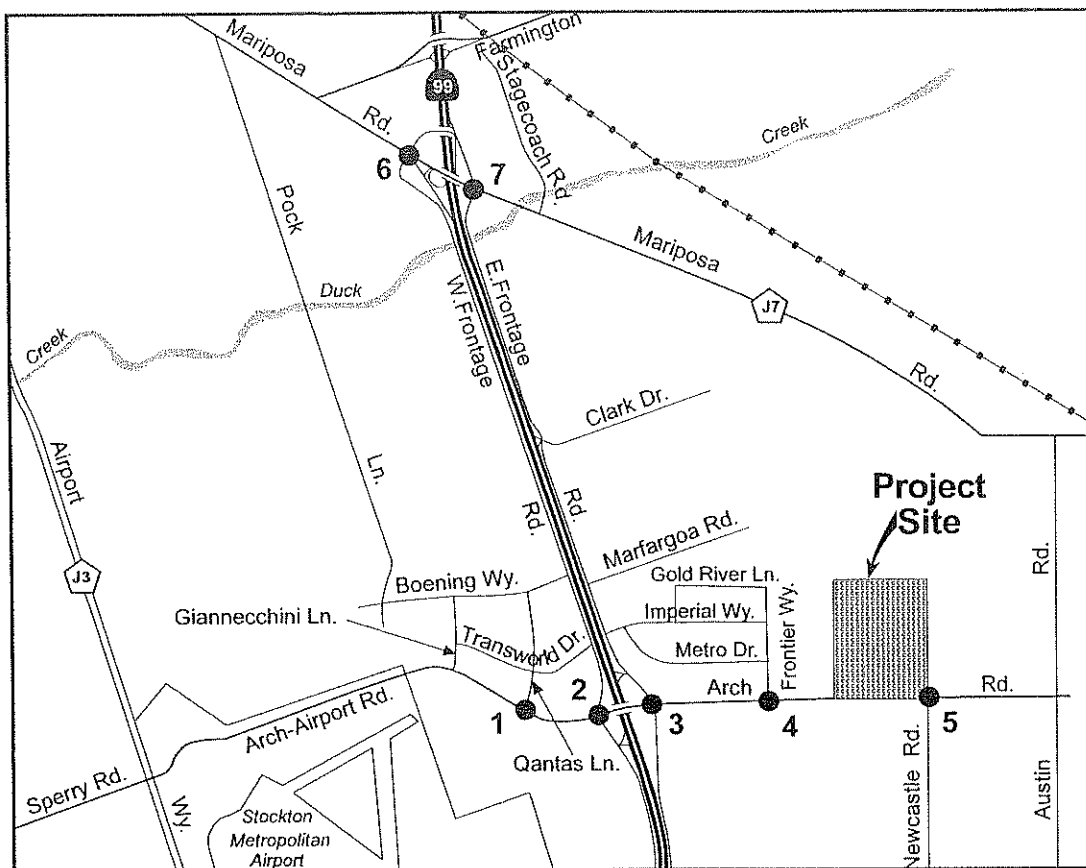 Mariposa
Rd.
Farmington
99
Stagecoach Rd.
Creek
6
7
Pock
Ln.
Mariposa
J7
Rd.
Duck
Creek
E.Frontage
Rd.
W.Frontage
Rd.
Clark Dr.
Airport
J3
Wy.
Project
Site
Marfargoa Rd.
Boening Wy.
Gold River Ln.
Giannecchini Ln.
Imperial Wy.
Transworld Dr.
Metro Dr.
Frontier Wy.
Rd.
2
Arch
Rd.
1
3
4
5
Arch-Airport Rd.
Qantas Ln.
Sperry Rd.
Newcastle Rd.
Austin
Stockton
Metropolitan
Airport